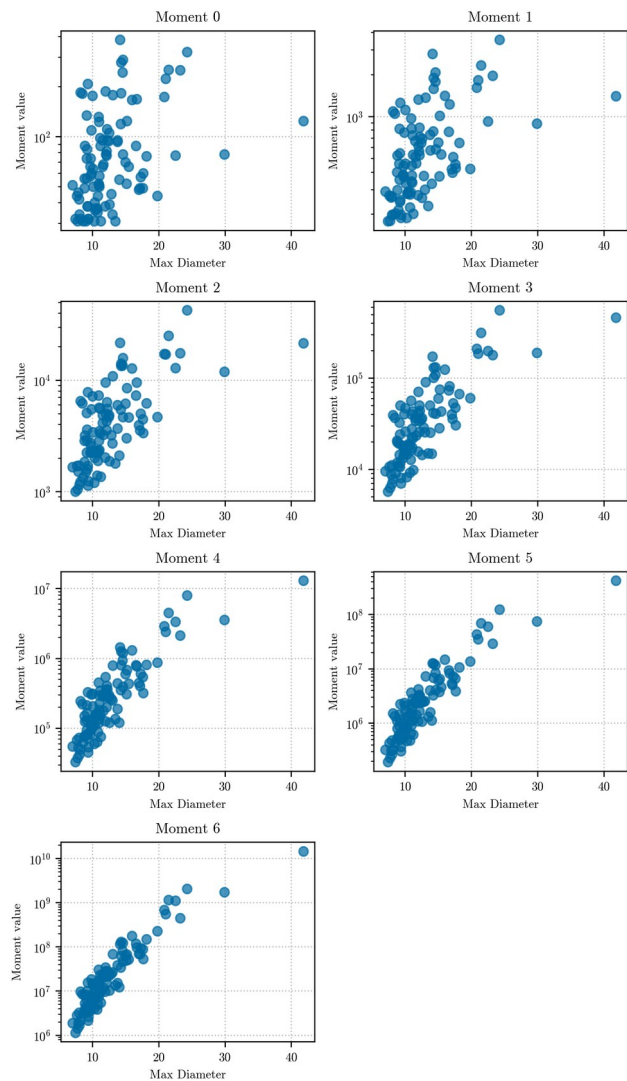 Moment 0
Moment value
10^2
10 20 30 40
Max Diameter
Moment 1
Moment value
10^3
10 20 30 40
Max Diameter
Moment 2
Moment value
10^4
10^3
10 20 30 40
Max Diameter
Moment 3
Moment value
10^5
10^4
10 20 30 40
Max Diameter
Moment 4
Moment value
10^7
10^6
10^5
10 20 30 40
Max Diameter
Moment 5
Moment value
10^8
10^7
10^6
10 20 30 40
Max Diameter
Moment 6
Moment value
10^10
10^9
10^8
10^7
10^6
10 20 30 40
Max Diameter